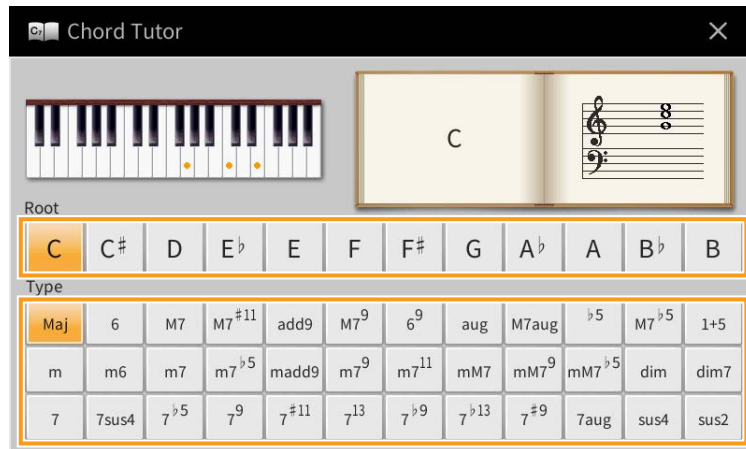 C7 Chord Tutor
C
Root
C C♯ D E♭ E F F♯ G A♭ A B♭ B
Type
Maj 6 M7 M7♯11 add9 M7⁹ 6⁹ aug M7aug ♭5 M7♭5 1+5
m m6 m7 m7♭5 madd9 m7⁹ m7¹¹ mM7 mM7⁹ mM7♭5 dim dim7
7 7sus4 7♭5 7⁹ 7♯11 7¹³ 7♭9 7♭13 7♯9 7aug sus4 sus2